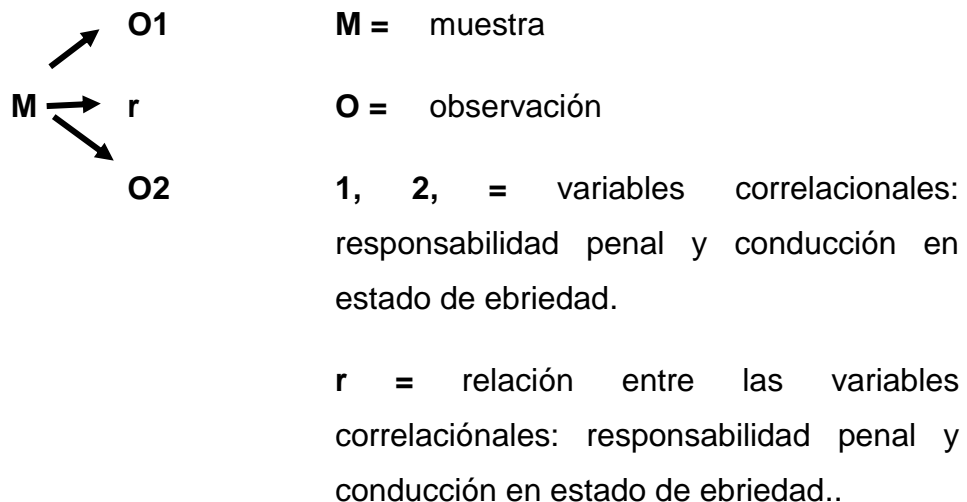 O1 M = muestra
M r O = observación
O2 1, 2, = variables correlacionales:
responsabilidad penal y conducción en
estado de ebriedad.
r = relación entre las variables
correlaciónales: responsabilidad penal y
conducción en estado de ebriedad..